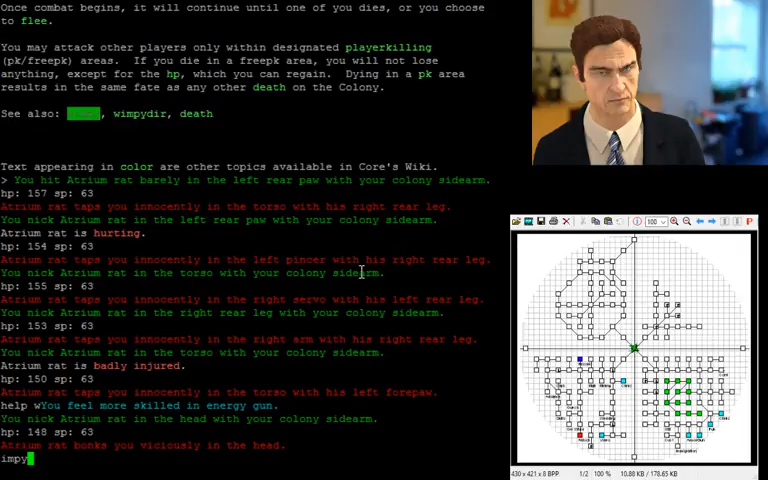 Once combat begins, it will continue until one of you dies, or you choose
to flee.
You may attack other players only within designated playerkilling
(pk/freepk) areas. If you die in a freepk area, you will not lose
anything, except for the hp, which you can regain. Dying in a pk area
results in the same fate as any other death on the Colony.
See also: , wimpydir, death
Text appearing in color are other topics available in Core's Wiki.
> You hit Atrium rat barely in the left rear paw with your colony sidearm.
hp: 157 sp: 63
Atrium rat taps you innocently in the torso with his right rear leg.
You nick Atrium rat in the left rear paw with your colony sidearm.
Atrium rat is hurting.
hp: 154 sp: 63
Atrium rat taps you innocently in the left pincer with his right rear leg.
You nick Atrium rat in the torso with your colony sidearm.
hp: 155 sp: 63
Atrium rat taps you innocently in the right servo with his left rear leg.
You nick Atrium rat in the right rear leg with your colony sidearm.
hp: 153 sp: 63
Atrium rat taps you innocently in the right arm with his right rear leg.
You nick Atrium rat in the torso with your colony sidearm.
Atrium rat is badly injured.
hp: 150 sp: 63
Atrium rat taps you innocently in the torso with his left forepaw.
help wYou feel more skilled in energy gun.
You nick Atrium rat in the head with your colony sidearm.
hp: 148 sp: 63
Atrium rat bonks you viciously in the head.
impy
100
430 x 421 x 8 BPP 1/2 100 % 10.88 KB / 178.65 KB